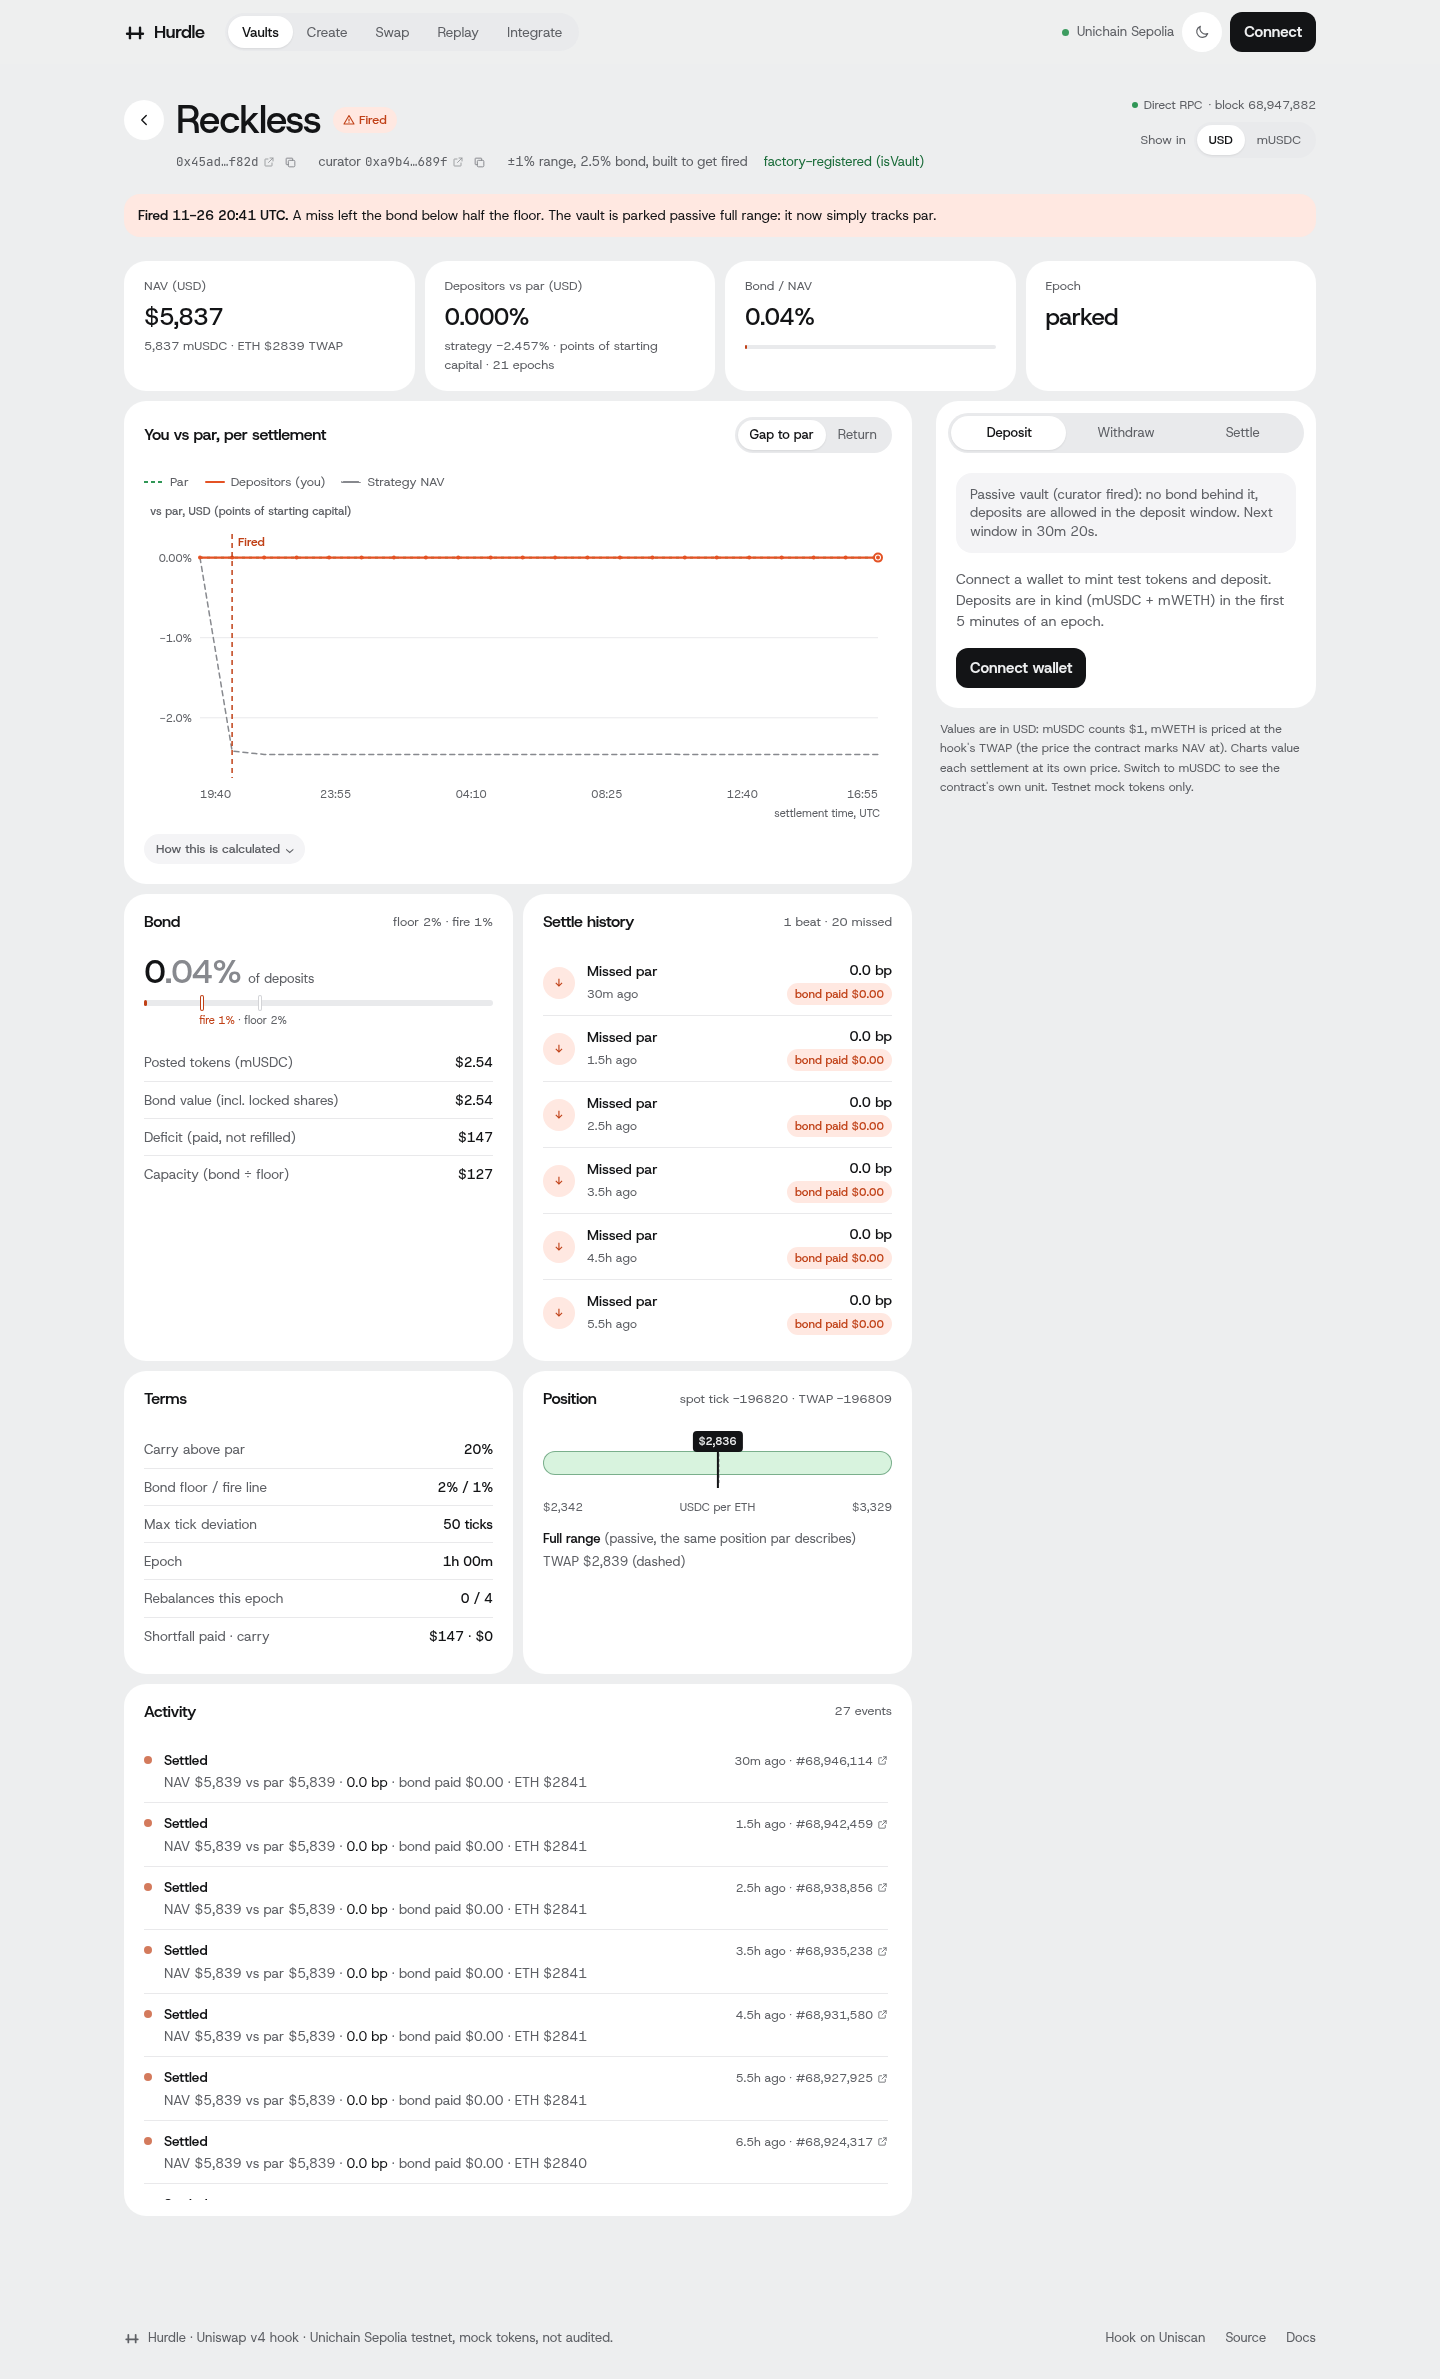 Hurdle
Vaults
Create
Swap
Replay
Integrate
Unichain Sepolia
Connect
Reckless
Fired
Direct RPC · block 68,947,882
Show in
USD
mUSDC
0x45ad…f82d
curator 0xa9b4…689f
±1% range, 2.5% bond, built to get fired
factory-registered (isVault)
Fired 11-26 20:41 UTC. A miss left the bond below half the floor. The vault is parked passive full range: it now simply tracks par.
NAV (USD)
$5,837
5,837 mUSDC · ETH $2839 TWAP
Depositors vs par (USD)
0.000%
strategy −2.457% · points of starting
capital · 21 epochs
Bond / NAV
0.04%
Epoch
parked
You vs par, per settlement
Gap to par
Return
Par
Depositors (you)
Strategy NAV
vs par, USD (points of starting capital)
Fired
0.00%
−1.0%
−2.0%
19:40
23:55
04:10
08:25
12:40
16:55
settlement time, UTC
How this is calculated
Deposit
Withdraw
Settle
Passive vault (curator fired): no bond behind it,
deposits are allowed in the deposit window. Next
window in 30m 20s.
Connect a wallet to mint test tokens and deposit.
Deposits are in kind (mUSDC + mWETH) in the first
5 minutes of an epoch.
Connect wallet
Values are in USD: mUSDC counts $1, mWETH is priced at the
hook's TWAP (the price the contract marks NAV at). Charts value
each settlement at its own price. Switch to mUSDC to see the
contract's own unit. Testnet mock tokens only.
Bond
floor 2% · fire 1%
0.04% of deposits
fire 1% · floor 2%
Posted tokens (mUSDC)
$2.54
Bond value (incl. locked shares)
$2.54
Deficit (paid, not refilled)
$147
Capacity (bond ÷ floor)
$127
Settle history
1 beat · 20 missed
Missed par
0.0 bp
30m ago
bond paid $0.00
Missed par
0.0 bp
1.5h ago
bond paid $0.00
Missed par
0.0 bp
2.5h ago
bond paid $0.00
Missed par
0.0 bp
3.5h ago
bond paid $0.00
Missed par
0.0 bp
4.5h ago
bond paid $0.00
Missed par
0.0 bp
5.5h ago
bond paid $0.00
Terms
Carry above par
20%
Bond floor / fire line
2% / 1%
Max tick deviation
50 ticks
Epoch
1h 00m
Rebalances this epoch
0 / 4
Shortfall paid · carry
$147 · $0
Position
spot tick −196820 · TWAP −196809
$2,836
$2,342
USDC per ETH
$3,329
Full range (passive, the same position par describes)
TWAP $2,839 (dashed)
Activity
27 events
Settled
30m ago · #68,946,114
NAV $5,839 vs par $5,839 · 0.0 bp · bond paid $0.00 · ETH $2841
Settled
1.5h ago · #68,942,459
NAV $5,839 vs par $5,839 · 0.0 bp · bond paid $0.00 · ETH $2841
Settled
2.5h ago · #68,938,856
NAV $5,839 vs par $5,839 · 0.0 bp · bond paid $0.00 · ETH $2841
Settled
3.5h ago · #68,935,238
NAV $5,839 vs par $5,839 · 0.0 bp · bond paid $0.00 · ETH $2841
Settled
4.5h ago · #68,931,580
NAV $5,839 vs par $5,839 · 0.0 bp · bond paid $0.00 · ETH $2841
Settled
5.5h ago · #68,927,925
NAV $5,839 vs par $5,839 · 0.0 bp · bond paid $0.00 · ETH $2841
Settled
6.5h ago · #68,924,317
NAV $5,839 vs par $5,839 · 0.0 bp · bond paid $0.00 · ETH $2840
Hurdle · Uniswap v4 hook · Unichain Sepolia testnet, mock tokens, not audited.
Hook on Uniscan
Source
Docs